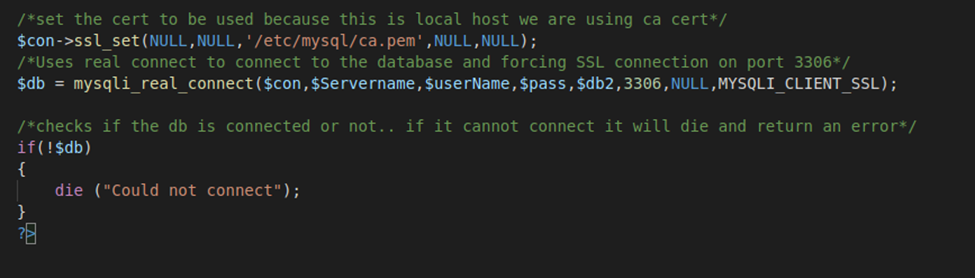 /*set the cert to be used because this is local host we are using ca cert*/
$con->ssl_set(NULL,NULL,'/etc/mysql/ca.pem',NULL,NULL);
/*Uses real connect to connect to the database and forcing SSL connection on port 3306*/
$db = mysqli_real_connect($con,$Servername,$userName,$pass,$db2,3306,NULL,MYSQLI_CLIENT_SSL);

/*checks if the db is connected or not.. if it cannot connect it will die and return an error*/
if(!$db)
{
    die ("Could not connect");
}
?>